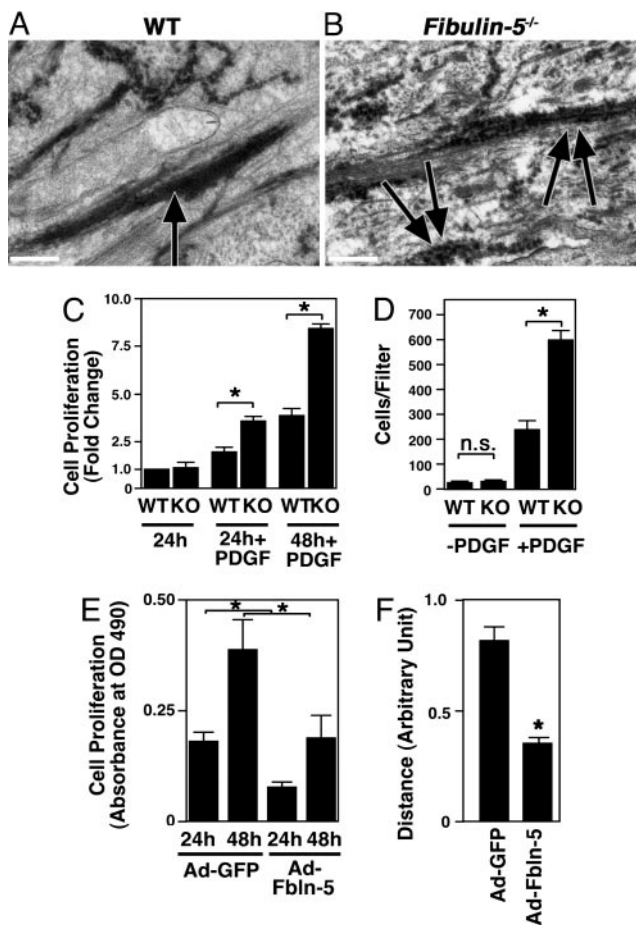 A
WT
B
Fibulin-5-/-
C
Cell Proliferation
(Fold Change)
10.0
7.5
5.0
2.5
1.0
*
*
WT KO WT KO WT KO
24h
24h+
PDGF
48h+
PDGF
D
Cells/Filter
700
600
500
400
300
200
100
0
n.s.
*
WT KO WT KO
-PDGF +PDGF
E
Cell Proliferation
(Absorbance at OD 490)
0.50
0.25
0
* *
24h 48h 24h 48h
Ad-GFP
Ad-
Fbln-5
F
Distance (Arbitrary Unit)
1.0
0.5
0
*
Ad-GFP
Ad-Fbln-5